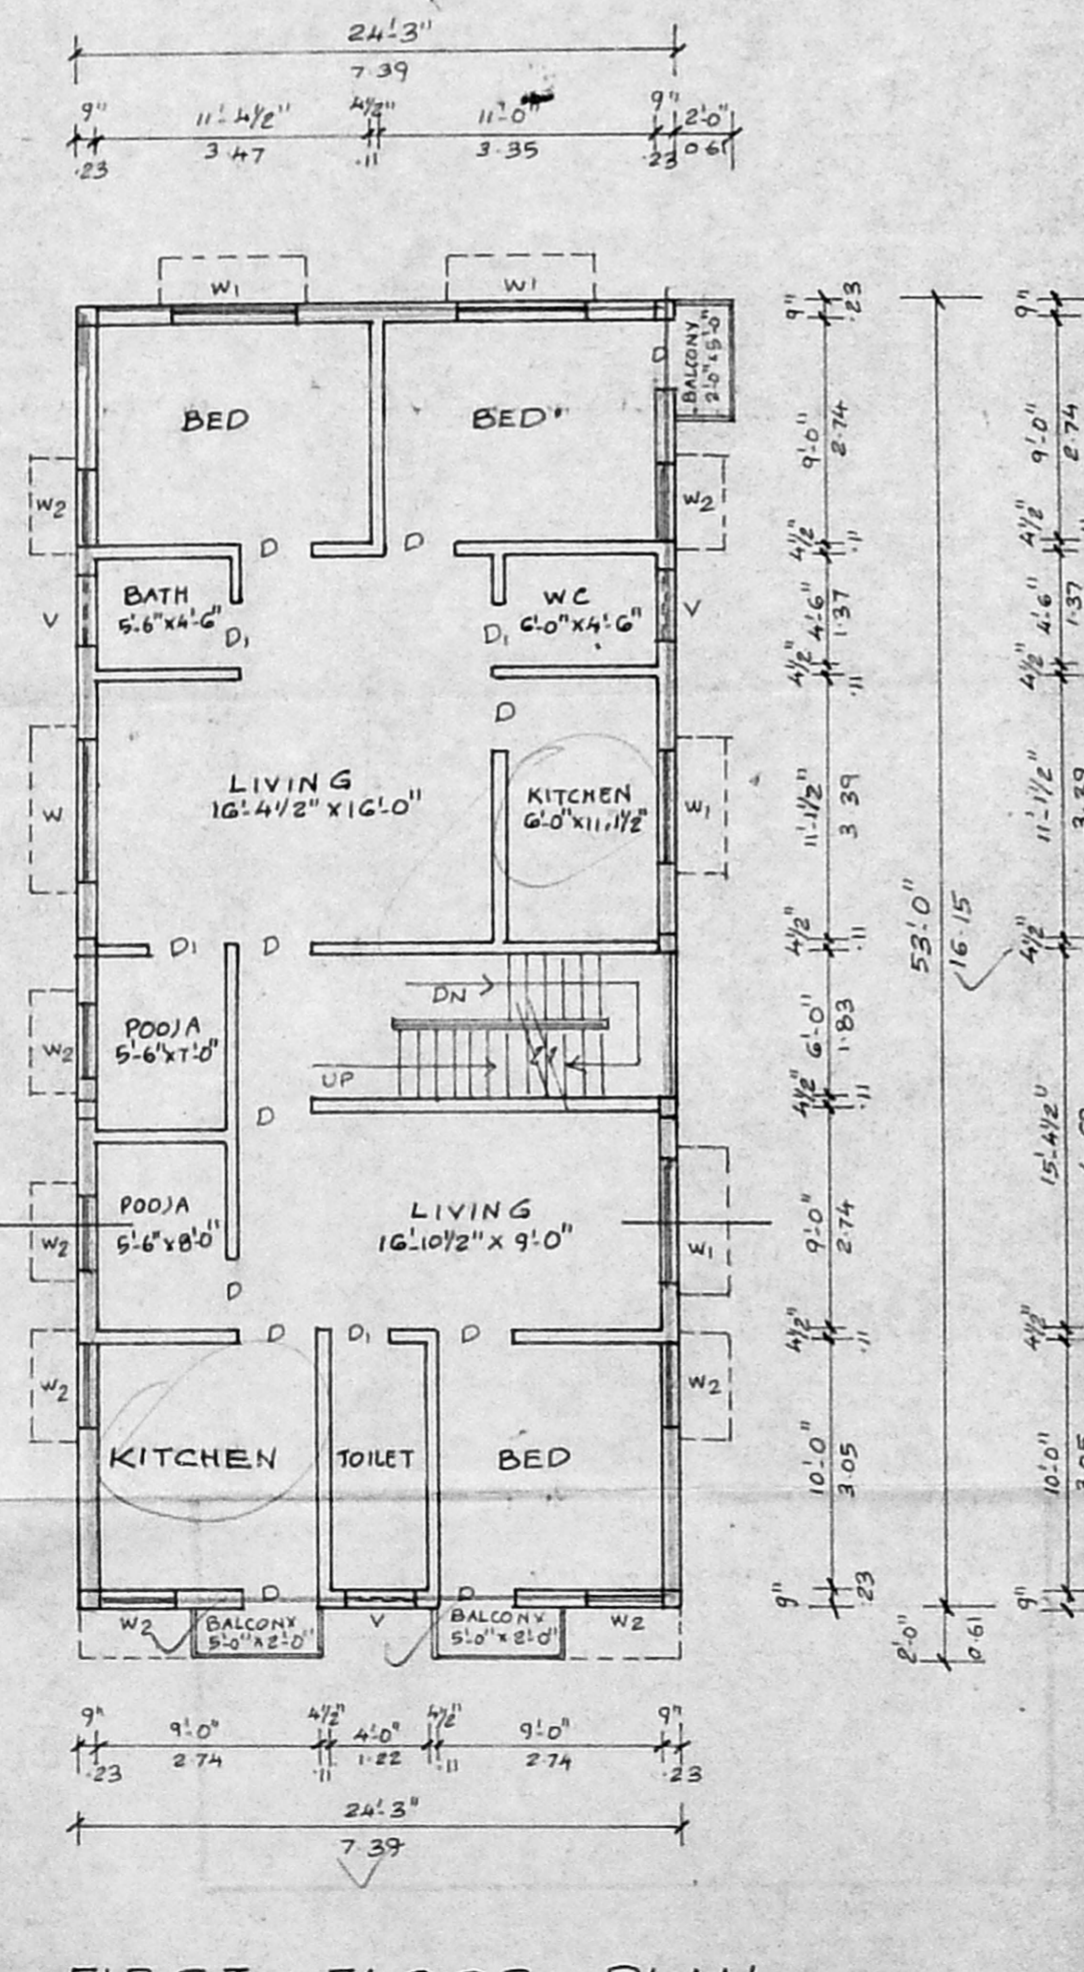 24'-3"
7.39
9" 11'-4½" 4½" 11'-0" 9" 2'-0"
.23 3.47 .11 3.35 .23 0.61
W1 W1
BALCONY
2'-0"x5'-0"
D
BED BED
W2 W2
D D
BATH
5'-6"x4'-6"
WC
6'-0"x4'-6"
V V
D1 D1
D
LIVING
16'-4½" x 16'-0"
KITCHEN
6'-0"x11'-1½"
W W1
D1 D
DN
POOJA
5'-6"x7'-0"
W2
UP
D
POOJA
5'-6"x8'-0"
LIVING
16'-10½" x 9'-0"
W2 W1
D
D D1 D
W2 W2
KITCHEN TOILET BED
D D
W2 BALCONY V BALCONY W2
5'-0"x2'-0" 5'-0"x2'-0"
9" 9'-0" 4½" 4'-0" 4½" 9'-0" 9"
.23 2.74 .11 1.22 .11 2.74 .23
24'-3"
7.39
9" 9'-0" 4½" 4'-6" 4½" 11'-1½" 4½" 6'-0" 4½" 9'-0" 4½" 10'-0" 9"
.23 2.74 .11 1.37 .11 3.39 .11 1.83 .11 2.74 .11 3.05 .23
53'-0" 2'-0"
16.15 0.61
9" 9'-0" 4½" 4'-6" 4½" 11'-1½" 4½" 15'-4½" 4½" 10'-0" 9"
2.74 1.37